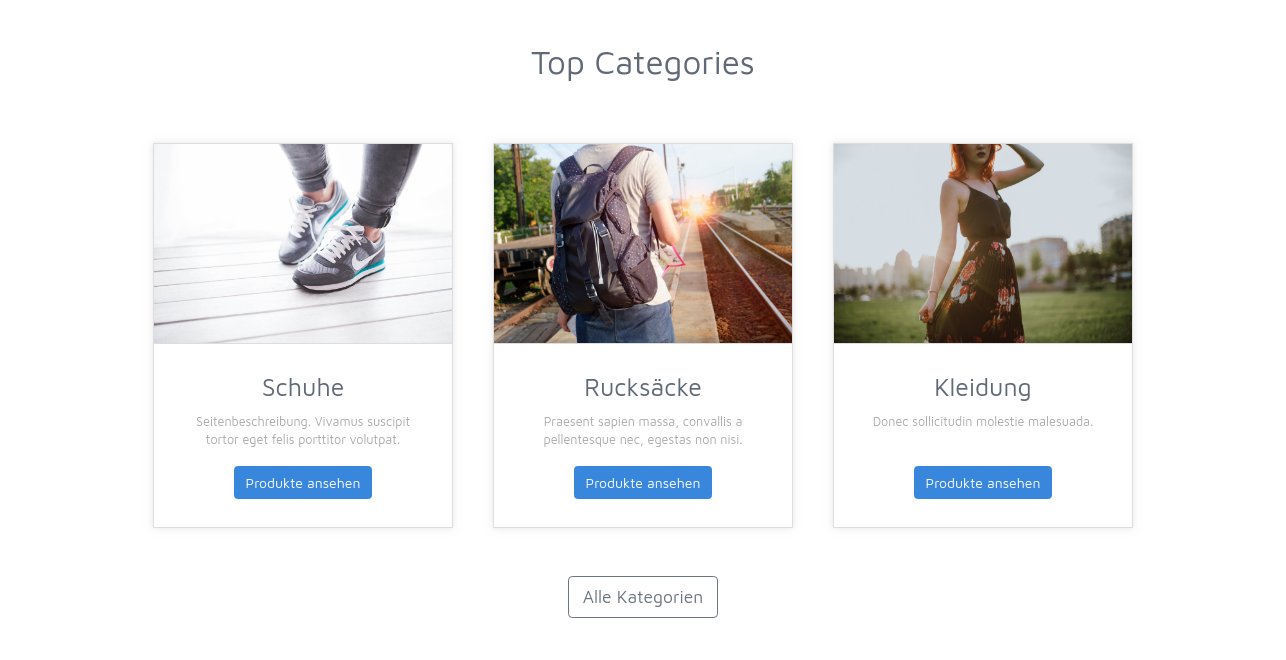 Top Categories
Schuhe
Seitenbeschreibung. Vivamus suscipit
tortor eget felis porttitor volutpat.
Produkte ansehen
Rucksäcke
Praesent sapien massa, convallis a
pellentesque nec, egestas non nisi.
Produkte ansehen
Kleidung
Donec sollicitudin molestie malesuada.
Produkte ansehen
Alle Kategorien